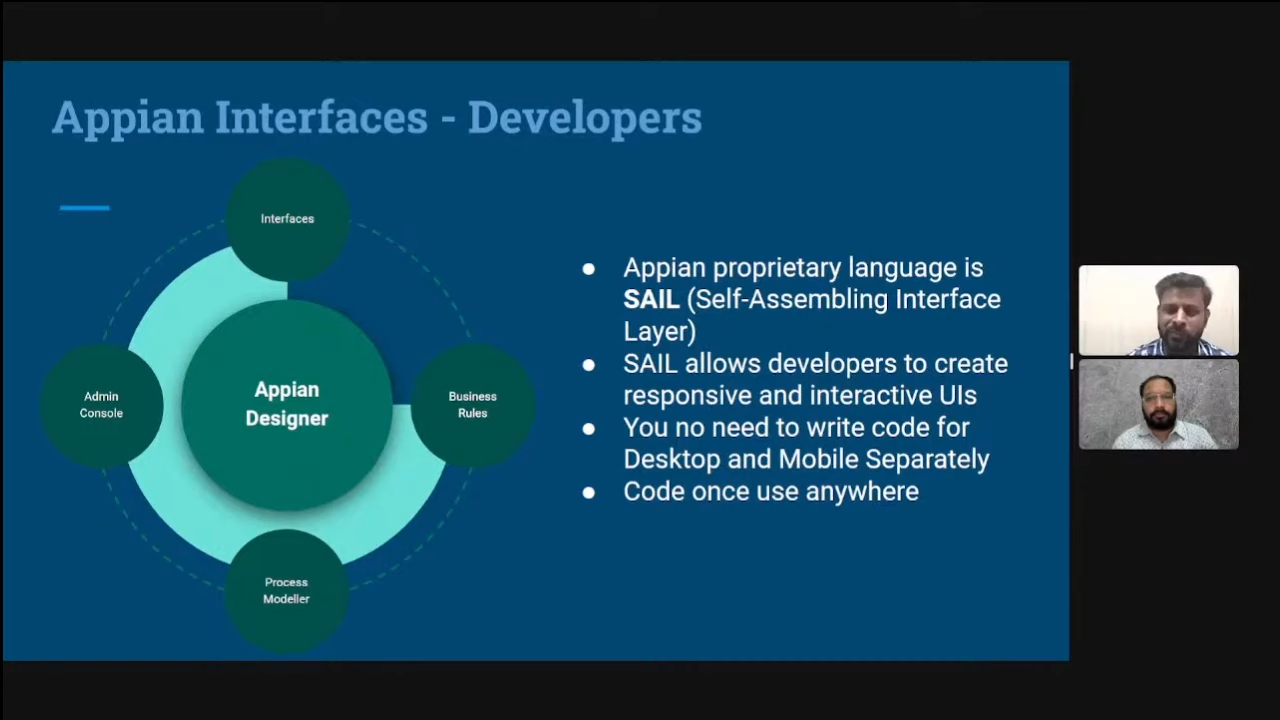 Appian Interfaces - Developers
Interfaces
Admin
Console
Appian
Designer
Business
Rules
Process
Modeller
● Appian proprietary language is
SAIL (Self-Assembling Interface
Layer)
● SAIL allows developers to create
responsive and interactive UIs
● You no need to write code for
Desktop and Mobile Separately
● Code once use anywhere